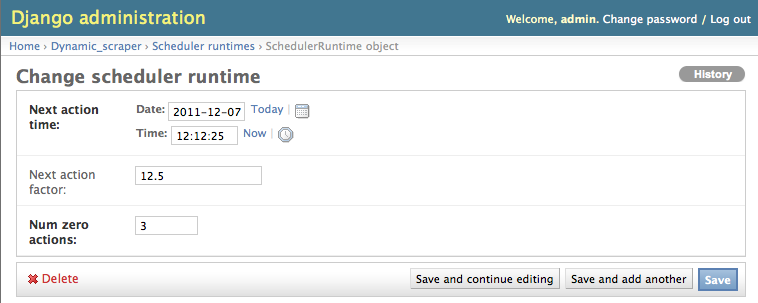 Django administration
Welcome, admin. Change password / Log out
Home › Dynamic_scraper › Scheduler runtimes › SchedulerRuntime object
Change scheduler runtime
History
Next action time:
Date: 2011-12-07 Today |
Time: 12:12:25 Now |
Next action factor:
12.5
Num zero actions:
3
Delete
Save and continue editing
Save and add another
Save